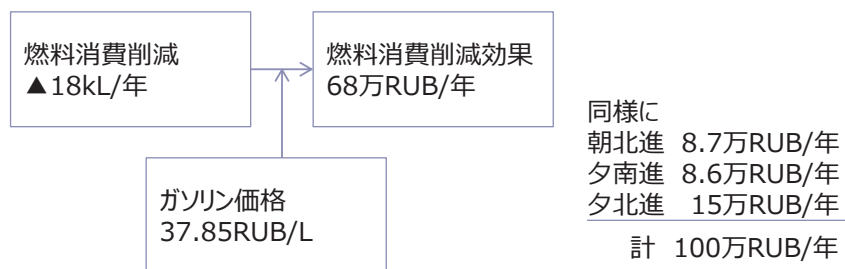 燃料消費削減
▲18kL/年
燃料消費削減効果
68万RUB/年
ガソリン価格
37.85RUB/L
同様に
朝北進 8.7万RUB/年
夕南進 8.6万RUB/年
夕北進 15万RUB/年
計 100万RUB/年